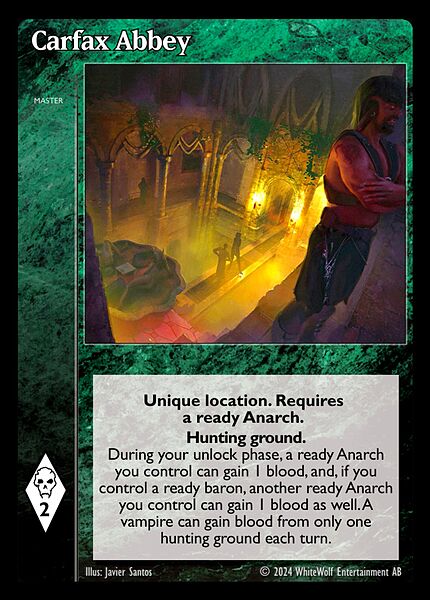 Carfax Abbey
MASTER
Unique location. Requires
a ready Anarch.
Hunting ground.
During your unlock phase, a ready Anarch
you control can gain 1 blood, and, if you
control a ready baron, another ready Anarch
you control can gain 1 blood as well. A
vampire can gain blood from only one
hunting ground each turn.
2
Illus: Javier Santos
© 2024 WhiteWolf Entertainment AB